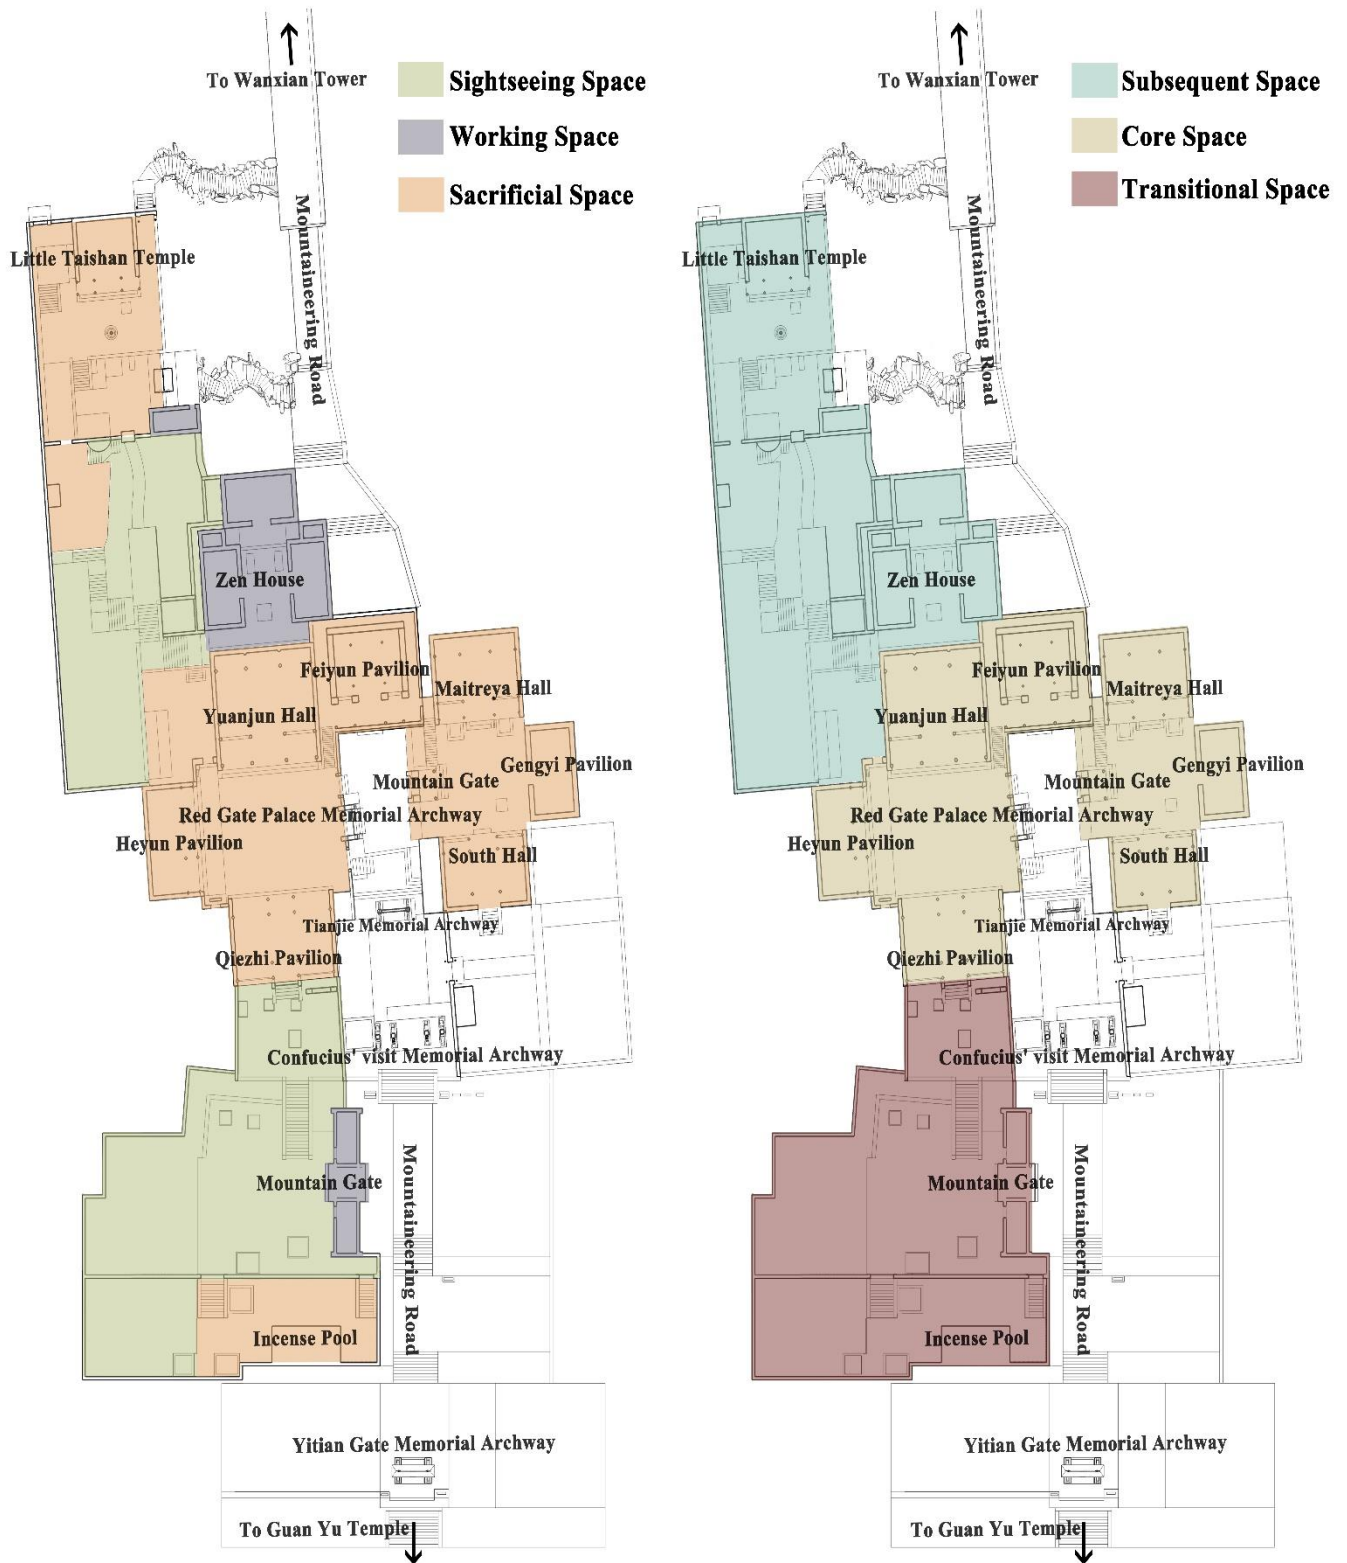 To Wanxian Tower
Sightseeing Space
Working Space
Sacrificial Space
Mountaineering Road
Little Taishan Temple
Zen House
Feiyun Pavilion
Maitreya Hall
Yuanjun Hall
Gengyi Pavilion
Mountain Gate
Red Gate Palace Memorial Archway
Heyun Pavilion
South Hall
Tianjie Memorial Archway
Qiezhi Pavilion
Confucius' visit Memorial Archway
Mountain Gate
Mountaineering Road
Incense Pool
Yitian Gate Memorial Archway
To Guan Yu Temple
To Wanxian Tower
Subsequent Space
Core Space
Transitional Space
Mountaineering Road
Little Taishan Temple
Zen House
Feiyun Pavilion
Maitreya Hall
Yuanjun Hall
Gengyi Pavilion
Mountain Gate
Red Gate Palace Memorial Archway
Heyun Pavilion
South Hall
Tianjie Memorial Archway
Qiezhi Pavilion
Confucius' visit Memorial Archway
Mountain Gate
Mountaineering Road
Incense Pool
Yitian Gate Memorial Archway
To Guan Yu Temple